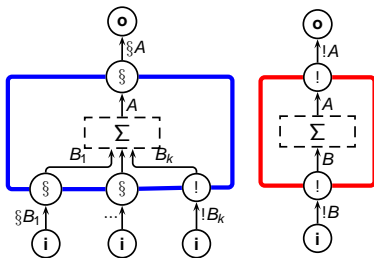 o o
§A !A
§ !
A A
Σ Σ
B1 Bk B
§ § ! !
§B1 ... !Bk !B
i i i i